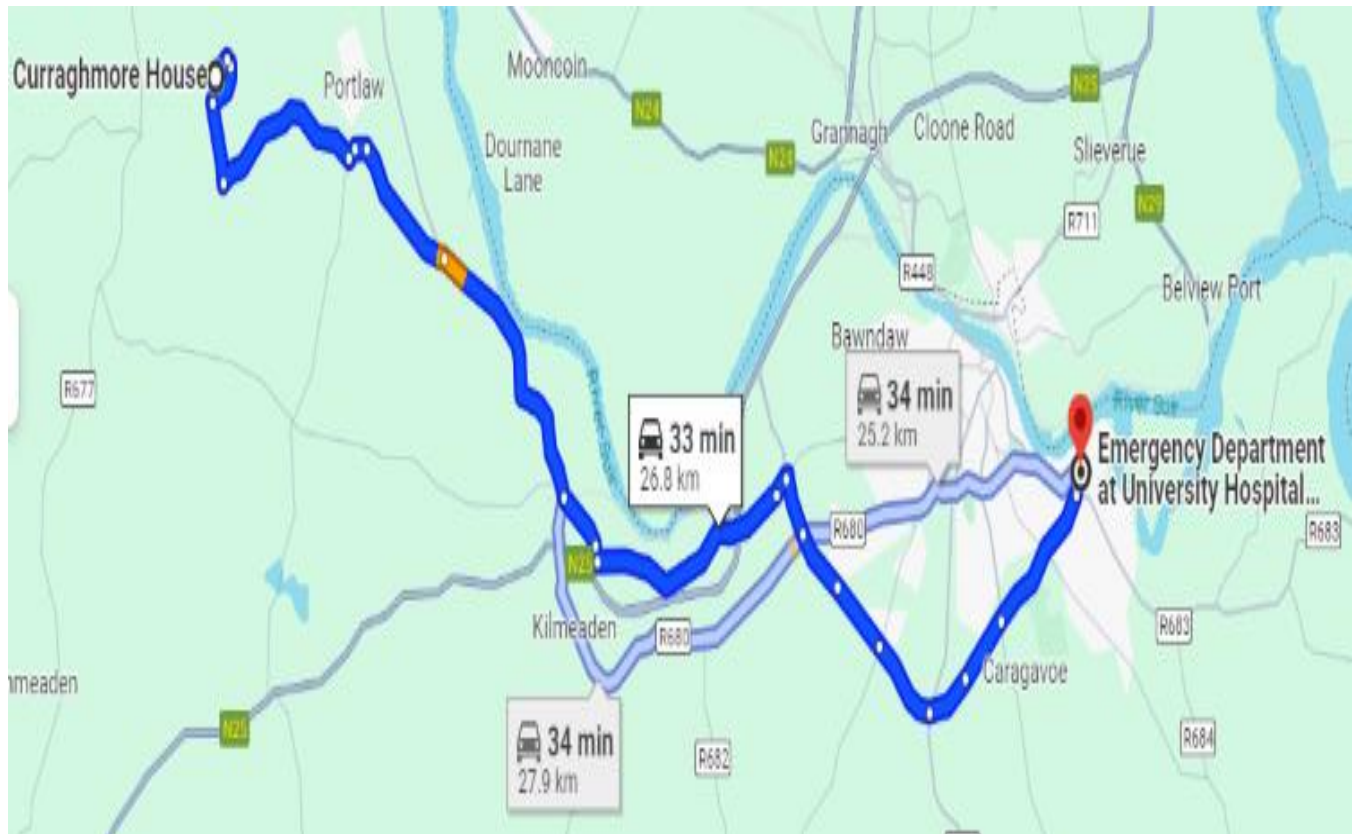 Curraghmore House
Portlaw
Mooncoin
N24
N24
Dournane
Lane
Grannagh
Cloone Road
N25
Slieverue
N29
R711
R448
Belview Port
Bawndaw
R677
River Suir
34 min
25.2 km
33 min
26.8 km
Emergency Department
at University Hospital...
R680
R683
N25
Kilmeaden
R680
R683
Caragavoe
nmeaden
N25
34 min
27.9 km
R682
R684